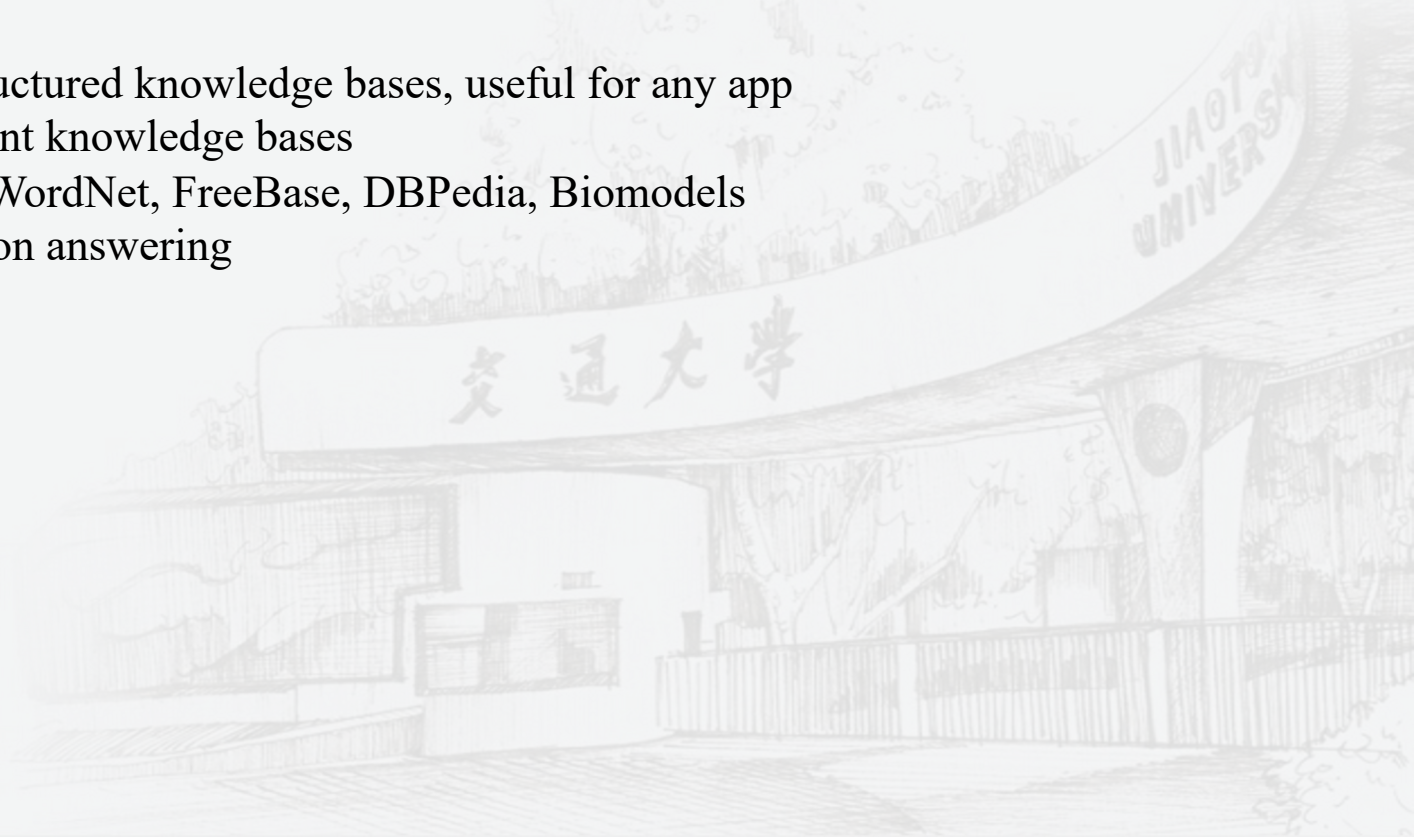 uctured knowledge bases, useful for any app
nt knowledge bases
WordNet, FreeBase, DBPedia, Biomodels
on answering
交通大學
JIAOTO
UNIVERS